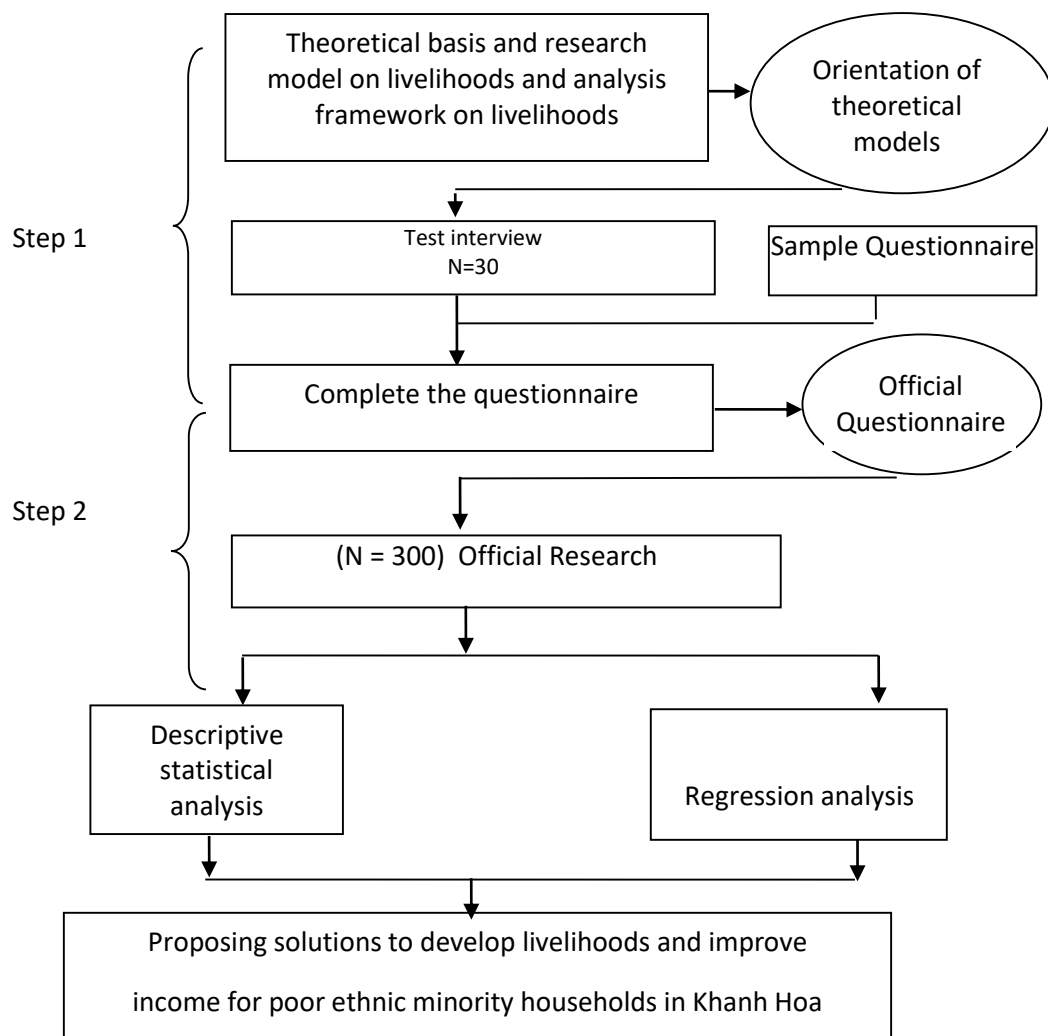 Theoretical basis and research
model on livelihoods and analysis
framework on livelihoods
Orientation of
theoretical
models
Step 1
Test interview
N=30
Sample Questionnaire
Complete the questionnaire
Official
Questionnaire
Step 2
(N = 300) Official Research
Descriptive
statistical
analysis
Regression analysis
Proposing solutions to develop livelihoods and improve
income for poor ethnic minority households in Khanh Hoa